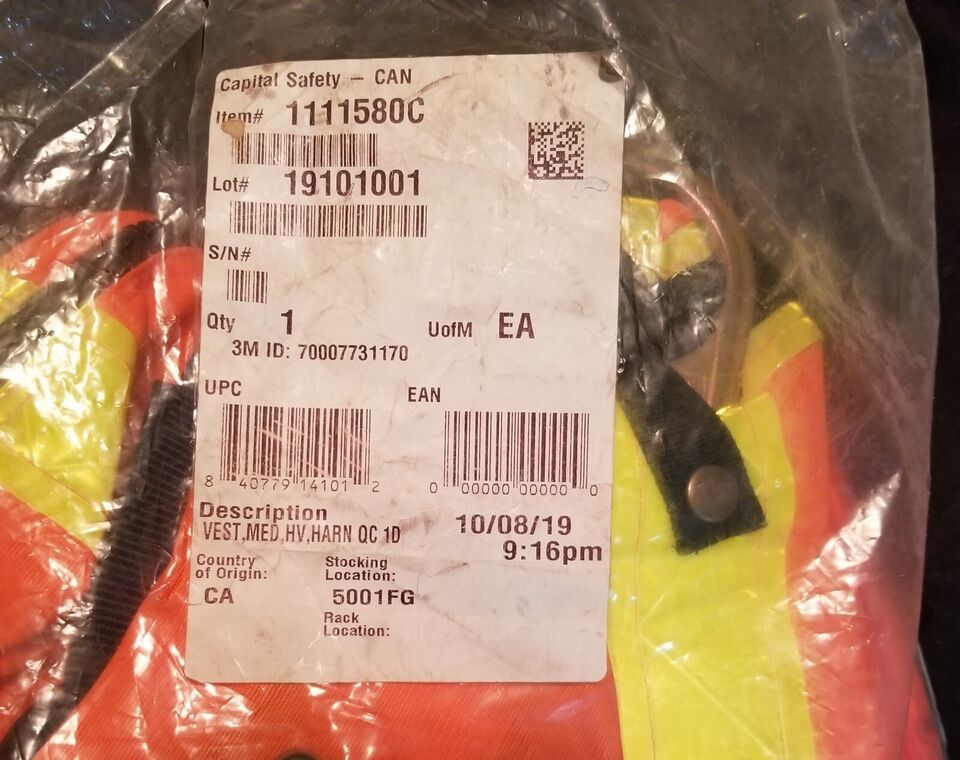 Capital Safety — CAN
Item# 1111580C
Lot# 19101001
S/N#
Qty 1 UofM EA
3M ID: 70007731170
UPC EAN
8 40779 14101 2 0 00000 00000 0
Description 10/08/19
VEST,MED,HV,HARN QC 1D 9:16pm
Country of Origin: Stocking Location:
CA 5001FG
Rack Location: